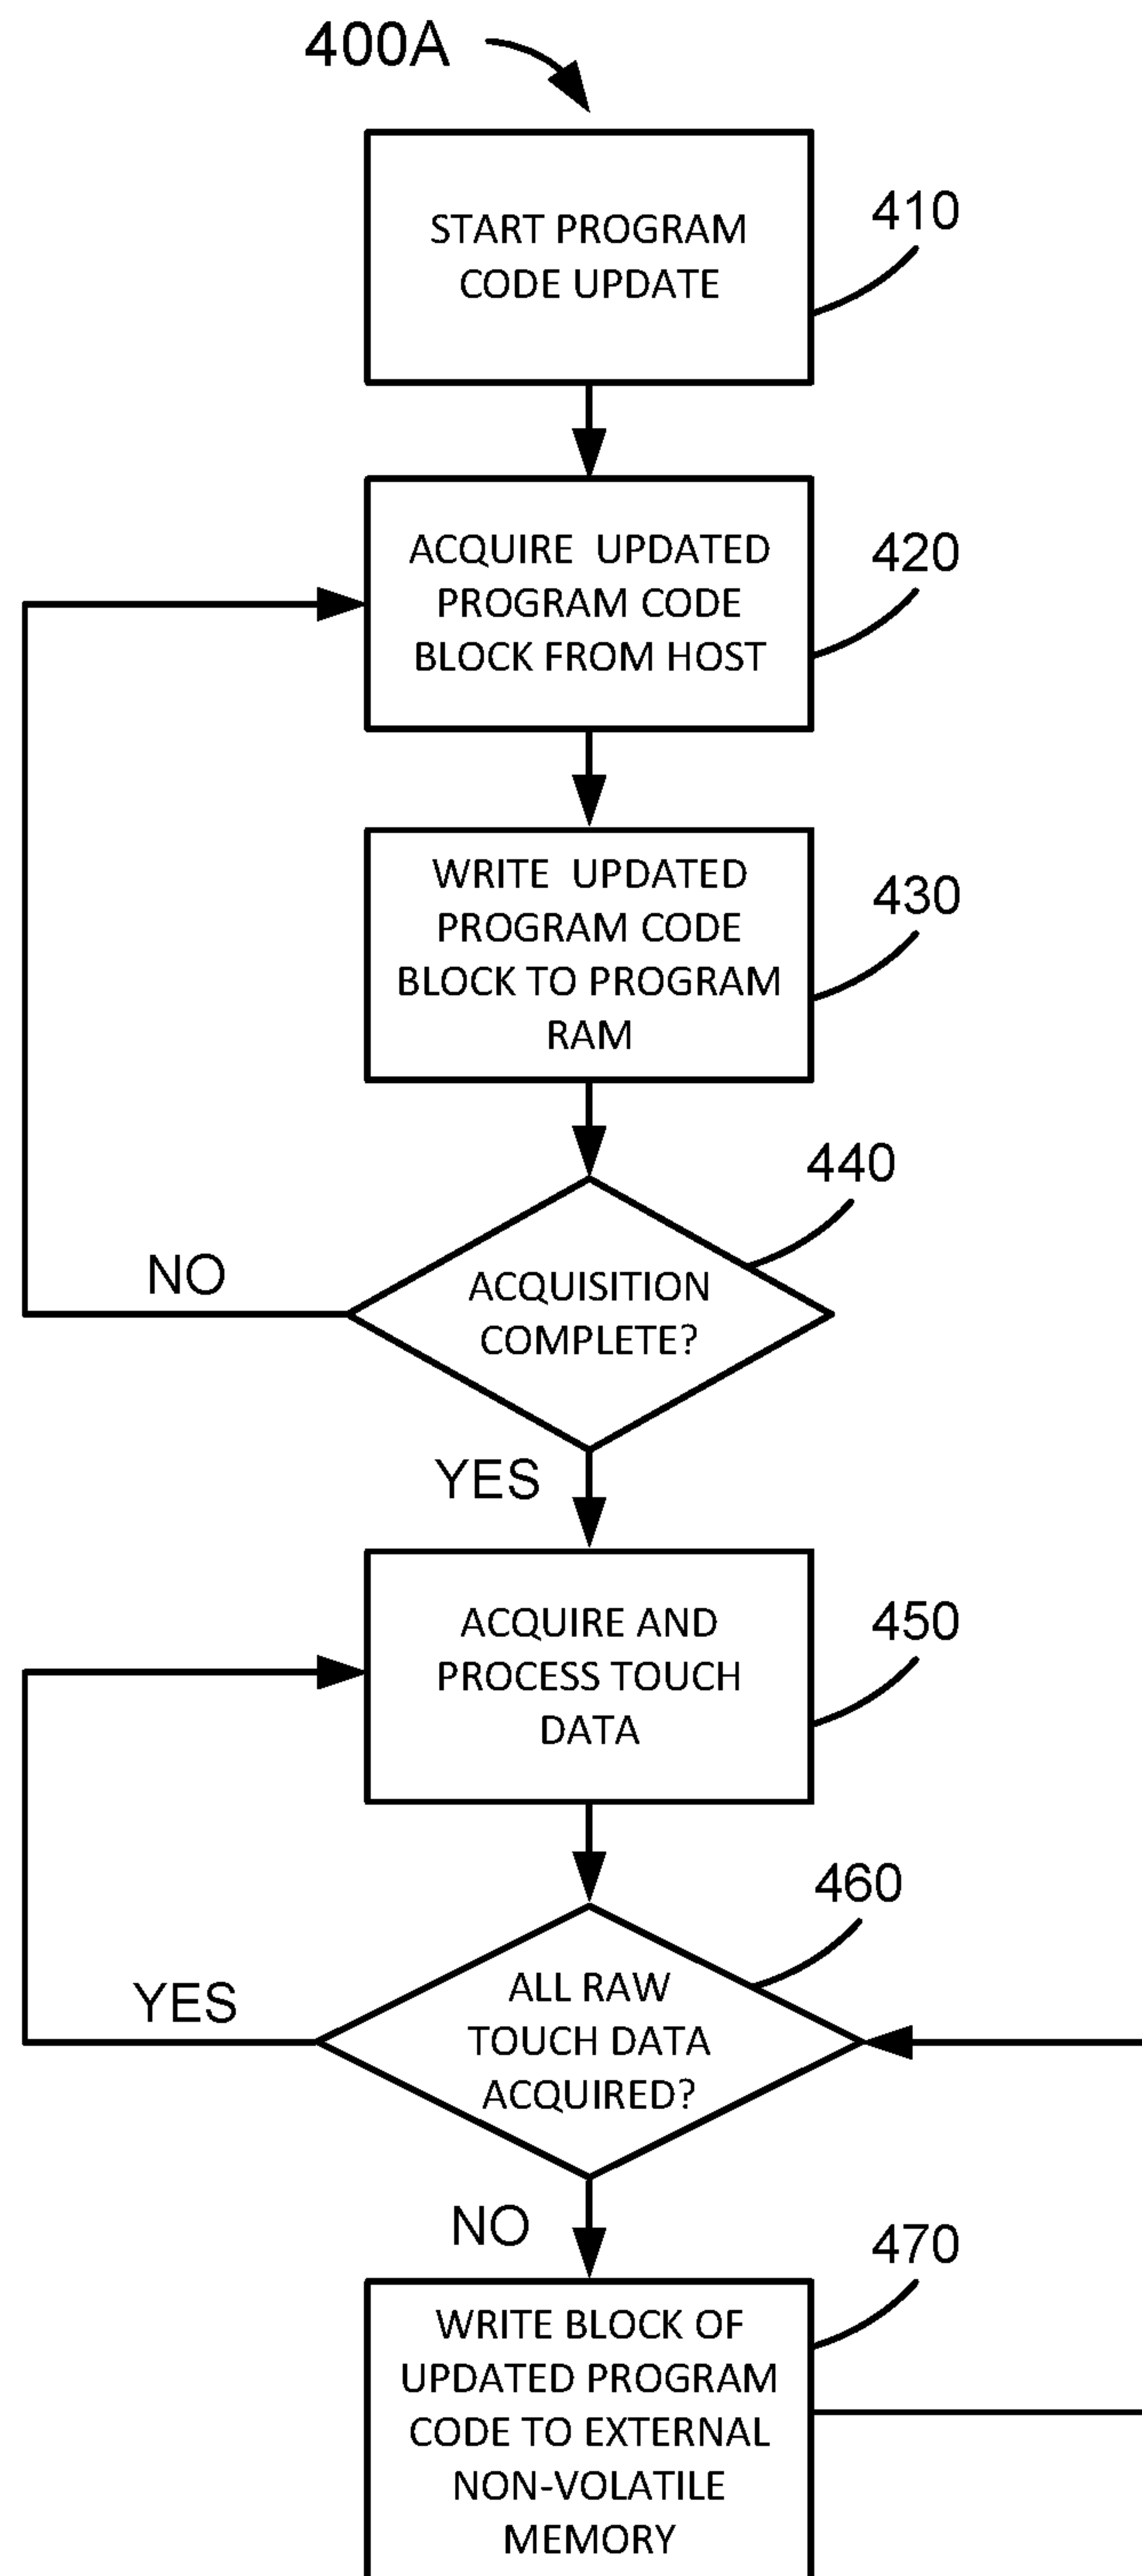 400A
START PROGRAM
CODE UPDATE
410
ACQUIRE UPDATED
PROGRAM CODE
BLOCK FROM HOST
420
WRITE UPDATED
PROGRAM CODE
BLOCK TO PROGRAM
RAM
430
440
ACQUISITION
COMPLETE?
NO
YES
ACQUIRE AND
PROCESS TOUCH
DATA
450
460
ALL RAW
TOUCH DATA
ACQUIRED?
YES
NO
470
WRITE BLOCK OF
UPDATED PROGRAM
CODE TO EXTERNAL
NON-VOLATILE
MEMORY